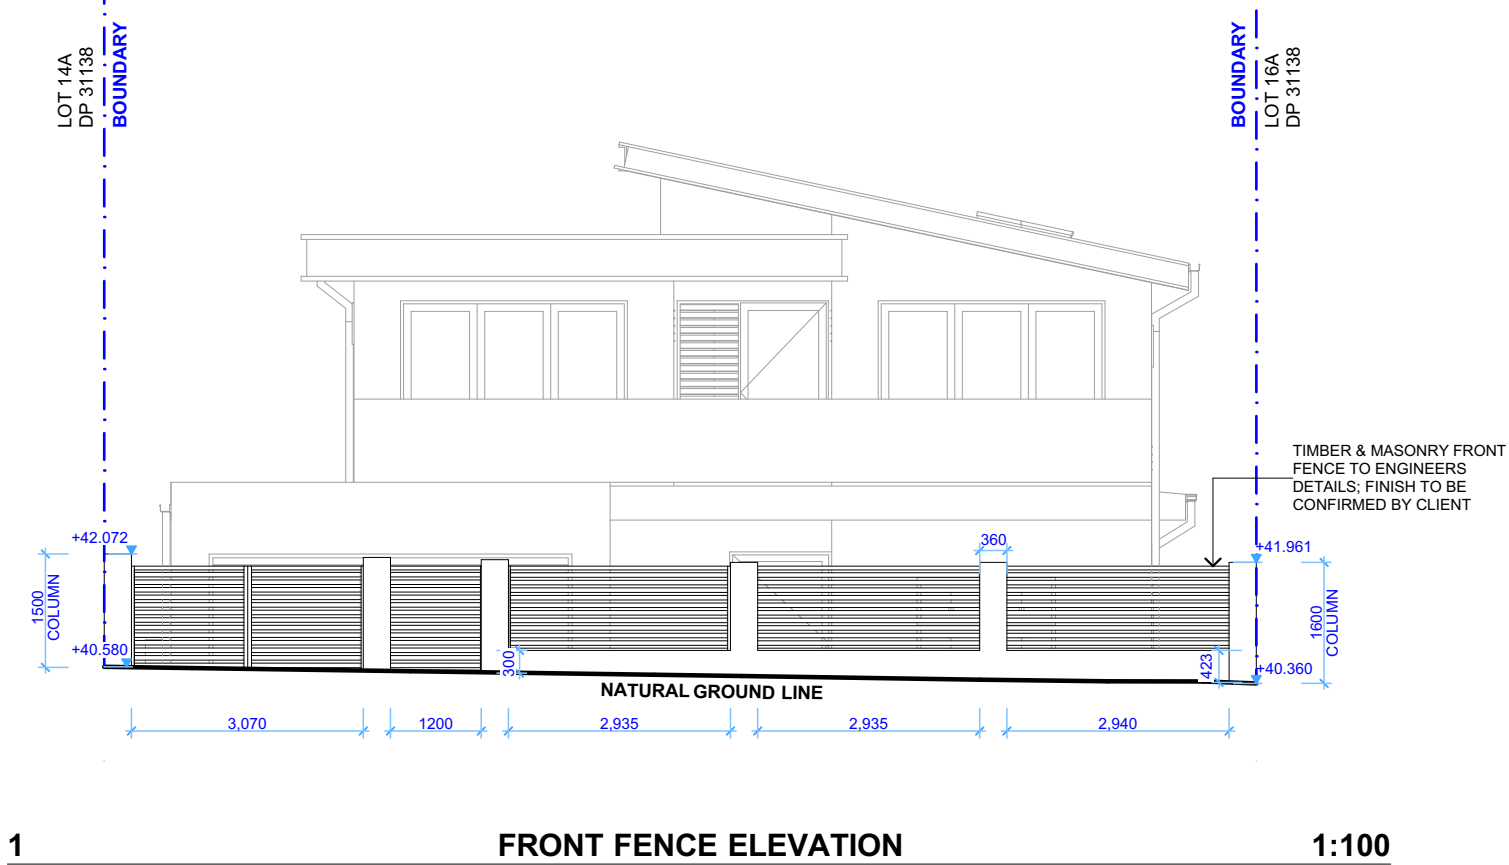 LOT 14A
DP 31138
BOUNDARY
BOUNDARY
LOT 16A
DP 31138
TIMBER & MASONRY FRONT
FENCE TO ENGINEERS
DETAILS; FINISH TO BE
CONFIRMED BY CLIENT
+42.072
360
+41.961
1500
COLUMN
1600
COLUMN
+40.580
300
423
+40.360
NATURAL GROUND LINE
3,070
1200
2,935
2,935
2,940
1
FRONT FENCE ELEVATION
1:100